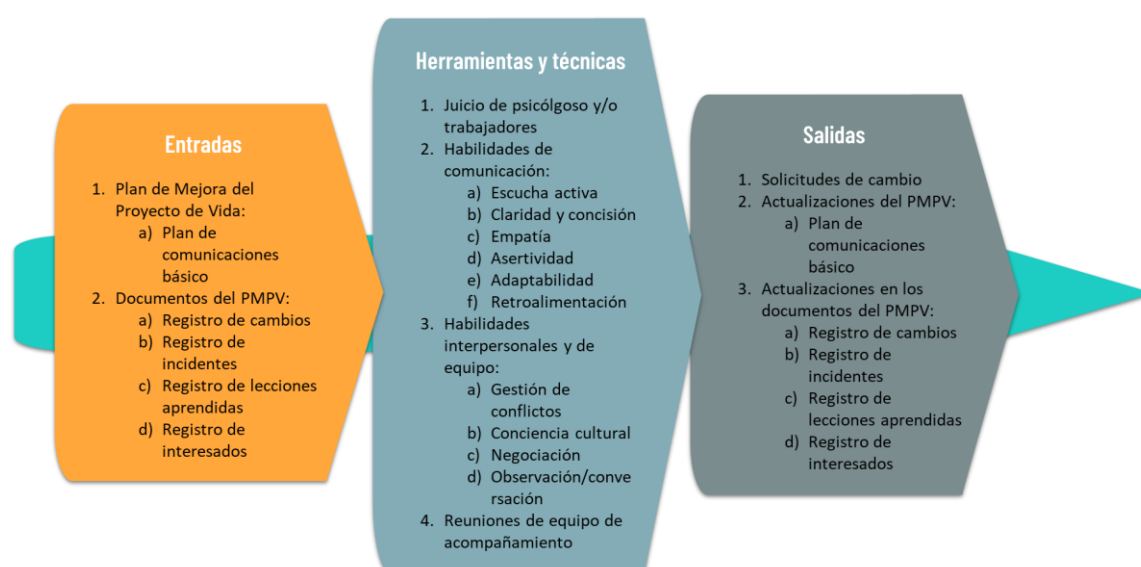 Entradas
1. Plan de Mejora del
Proyecto de Vida:
a) Plan de
comunicaciones
básico
2. Documentos del PMPV:
a) Registro de cambios
b) Registro de
incidentes
c) Registro de lecciones
aprendidas
d) Registro de
interesados
Herramientas y técnicas
1. Juicio de psicólgoso y/o
trabajadores
2. Habilidades de
comunicación:
a) Escucha activa
b) Claridad y concisión
c) Empatía
d) Asertividad
e) Adaptabilidad
f) Retroalimentación
3. Habilidades
interpersonales y de
equipo:
a) Gestión de
conflictos
b) Conciencia cultural
c) Negociación
d) Observación/conve
rsación
4. Reuniones de equipo de
acompañamiento
Salidas
1. Solicitudes de cambio
2. Actualizaciones del PMPV:
a) Plan de
comunicaciones
básico
3. Actualizaciones en los
documentos del PMPV:
a) Registro de cambios
b) Registro de
incidentes
c) Registro de
lecciones aprendidas
d) Registro de
interesados